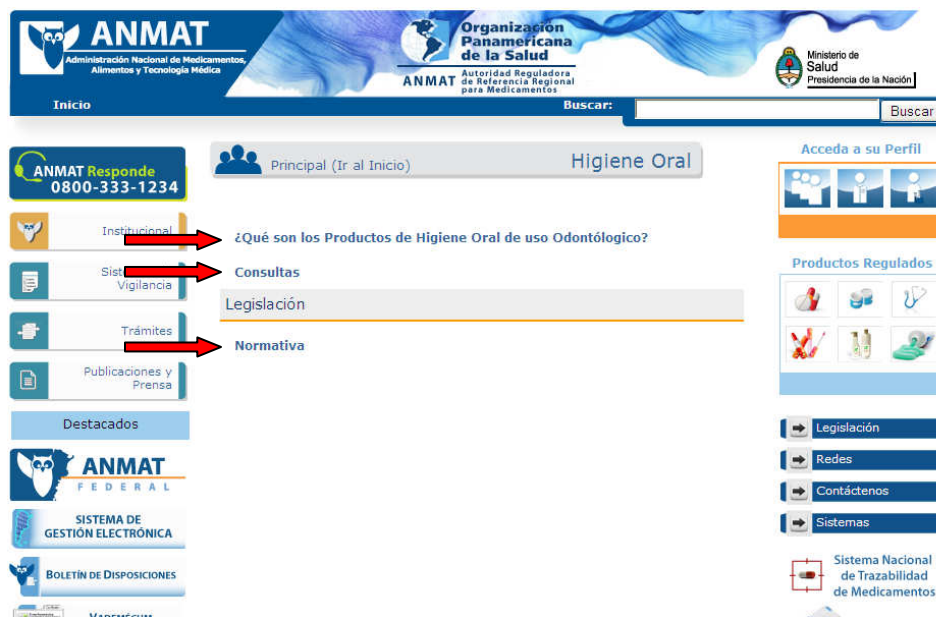 ANMAT
Administración Nacional de Medicamentos,
Alimentos y Tecnología Médica
Organización
Panamericana
de la Salud
ANMAT Autoridad Reguladora
de Referencia Regional
para Medicamentos
Ministerio de
Salud
Presidencia de la Nación
Inicio
Buscar:
Buscar
ANMAT Responde
0800-333-1234
Institucional
Vigilancia
Trámites
Publicaciones y
Prensa
Destacados
ANMAT
FEDERAL
SISTEMA DE
GESTIÓN ELECTRÓNICA
BOLETÍN DE DISPOSICIONES
Principal (Ir al Inicio)
Higiene Oral
¿Qué son los Productos de Higiene Oral de uso Odontólogico?
Consultas
Legislación
Normativa
Acceda a su Perfil
Productos Regulados
Legislación
Redes
Contáctenos
Sistemas
Sistema Nacional
de Trazabilidad
de Medicamentos